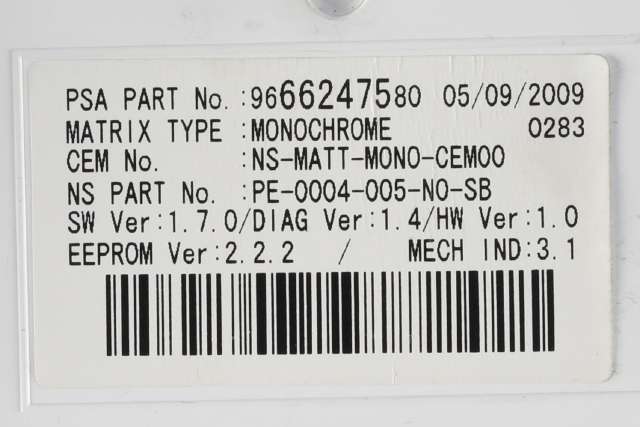 PSA PART No.:9666247580 05/09/2009
MATRIX TYPE :MONOCHROME 0283
CEM No. :NS-MATT-MONO-CEM00
NS PART No. :PE-0004-005-NO-SB
SW Ver:1.7.0/DIAG Ver:1.4/HW Ver:1.0
EEPROM Ver:2.2.2 / MECH IND:3.1